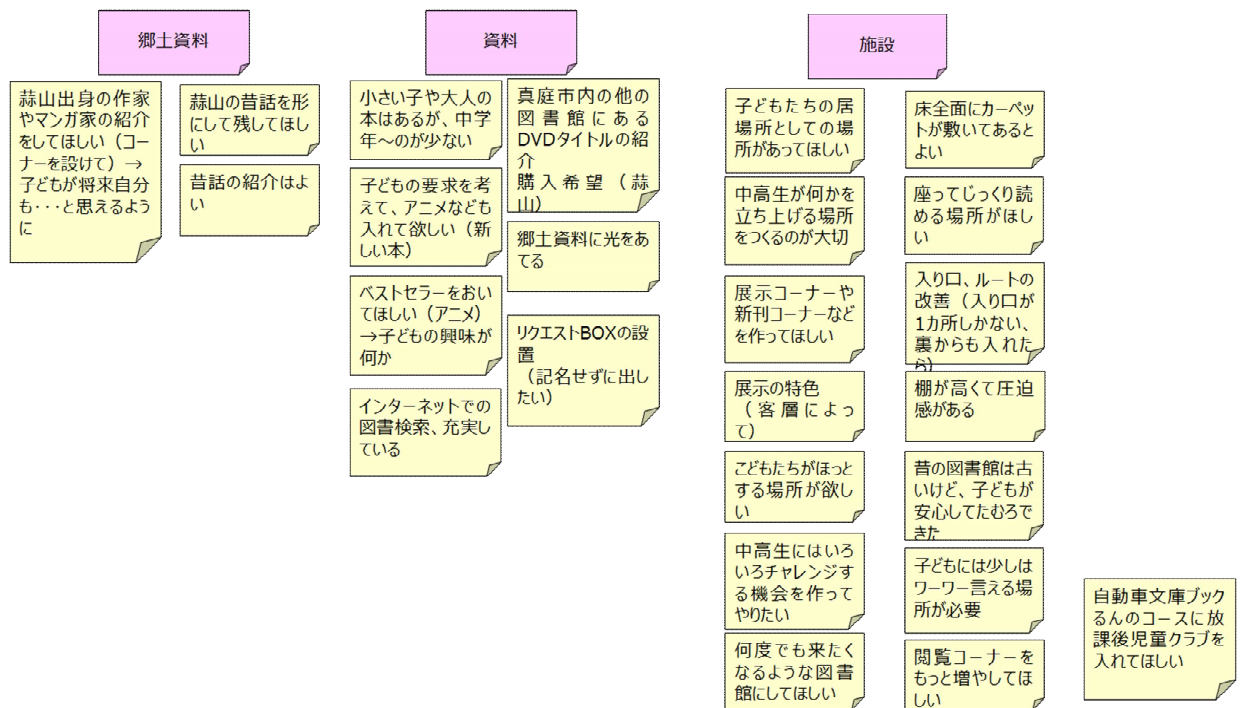 郷土資料
蒜山出身の作家
やマンガ家の紹介
をしてほしい（コー
ナーを設けて）→
子どもが将来自分
も・・・と思えるよう
に
蒜山の昔話を形
にして残してほし
い
昔話の紹介はよ
い
資料
小さい子や大人の
本はあるが、中学
年～のが少ない
子どもの要求を考
えて、アニメなども
入れて欲しい（新
しい本）
ベストセラーをおい
てほしい（アニメ）
→子どもの興味が
何か
インターネットでの
図書検索、充実し
ている
真庭市内の他の
図書館にある
DVDタイトルの紹
介
購入希望（蒜
山）
郷土資料に光をあ
てる
リクエストBOXの設
置
（記名せずに出し
たい）
施設
子どもたちの居
場所としての場
所があってほしい
中高生が何かを
立ち上げる場所
をつくるのが大切
展示コーナーや
新刊コーナーなど
を作ってほしい
展示の特色
（客層によっ
て）
こどもたちがほっと
する場所が欲し
い
中高生にはいろ
いろチャレンジす
る機会を作って
やりたい
何度でも来たく
なるような図書
館にしてほしい
床全面にカーペッ
トが敷いてあると
よい
座ってじっくり読
める場所がほし
い
入り口、ルートの
改善（入り口が
1カ所しかない、
裏からも入れた
ら）
棚が高くて圧迫
感がある
昔の図書館は古
いけど、子どもが
安心してたむろで
きた
子どもには少しは
ワーワー言える場
所が必要
閲覧コーナーを
もっと増やしてほ
しい
自動車文庫ブック
るんのコースに放
課後児童クラブを
入れてほしい